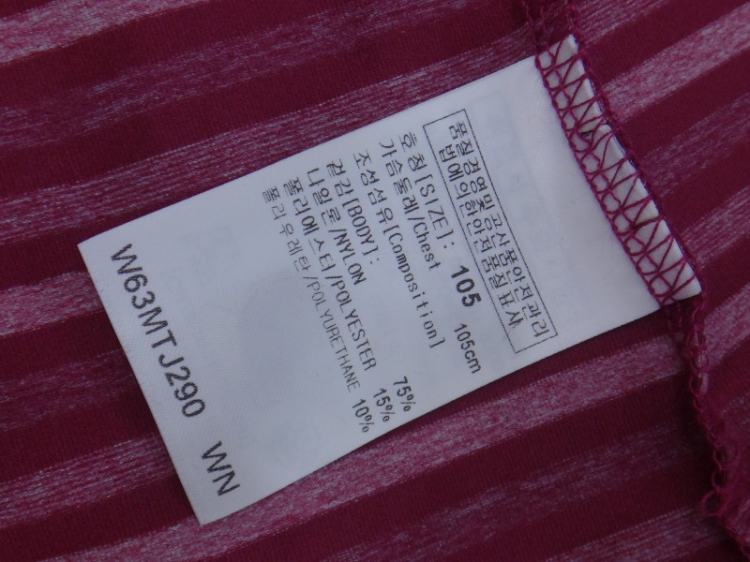 품질경영및공산품안전관리
법에의한안전품질표시
호칭[SIZE]: 105
가슴둘레/Chest 105cm
조성섬유[Composition]
겉감[BODY]:
나일론/NYLON 75%
폴리에스터/POLYESTER 15%
폴리우레탄/POLYURETHANE 10%
W63MTJ290 WN